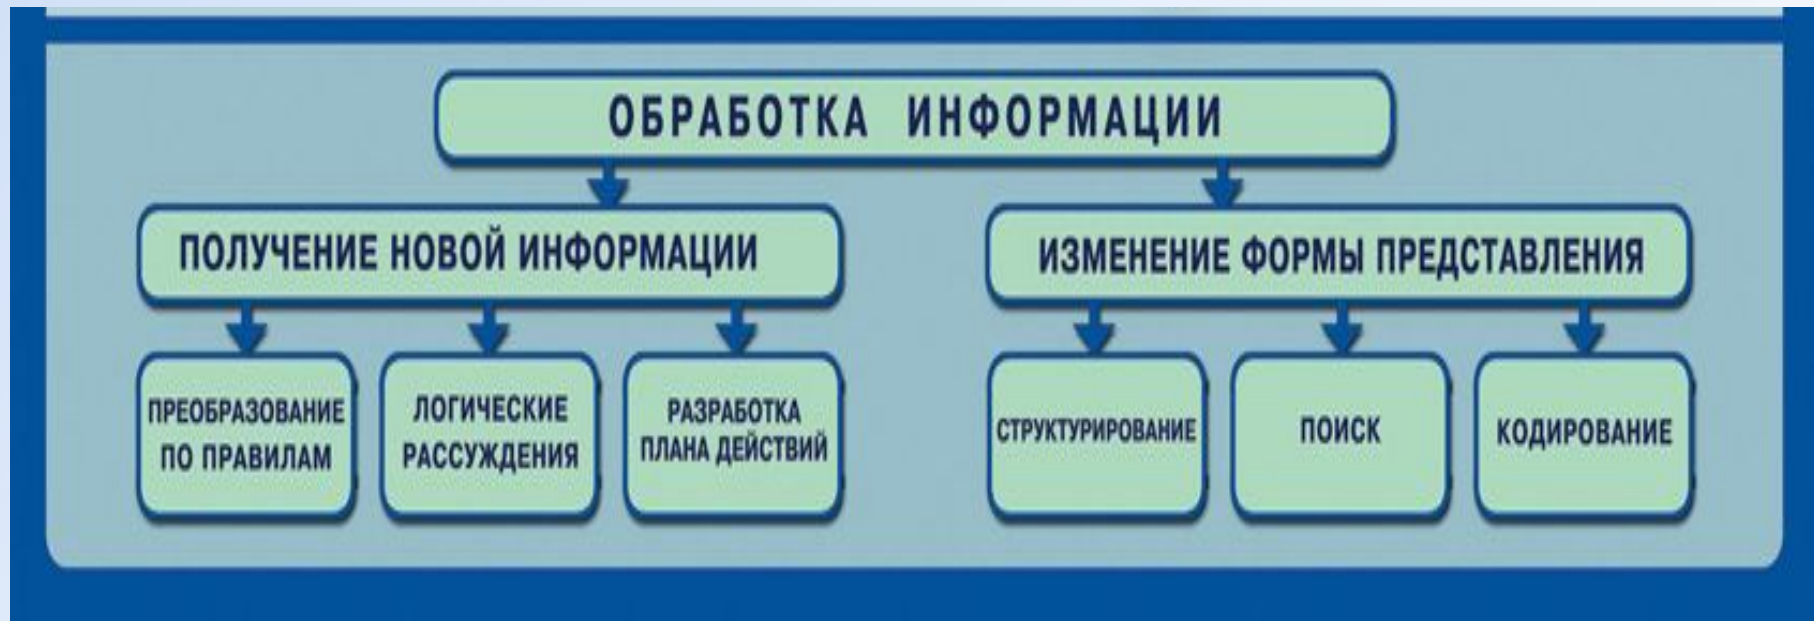 ОБРАБОТКА ИНФОРМАЦИИ
ПОЛУЧЕНИЕ НОВОЙ ИНФОРМАЦИИ
ИЗМЕНЕНИЕ ФОРМЫ ПРЕДСТАВЛЕНИЯ
ПРЕОБРАЗОВАНИЕ
ПО ПРАВИЛАМ
ЛОГИЧЕСКИЕ
РАССУЖДЕНИЯ
РАЗРАБОТКА
ПЛАНА ДЕЙСТВИЙ
СТРУКТУРИРОВАНИЕ
ПОИСК
КОДИРОВАНИЕ